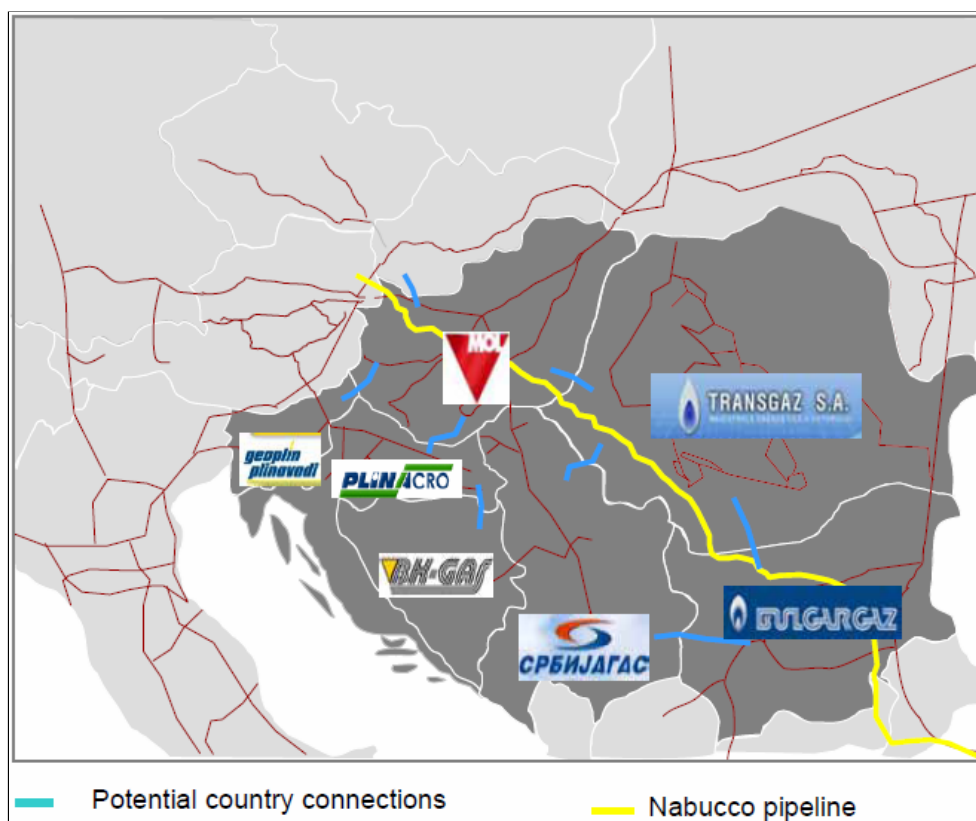 MOL
TRANSGAZ S.A.
geoplin
plinovodi
PLINACRO
BH-GAS
BULGARGAZ
СРБИЈАГАС
Potential country connections
Nabucco pipeline